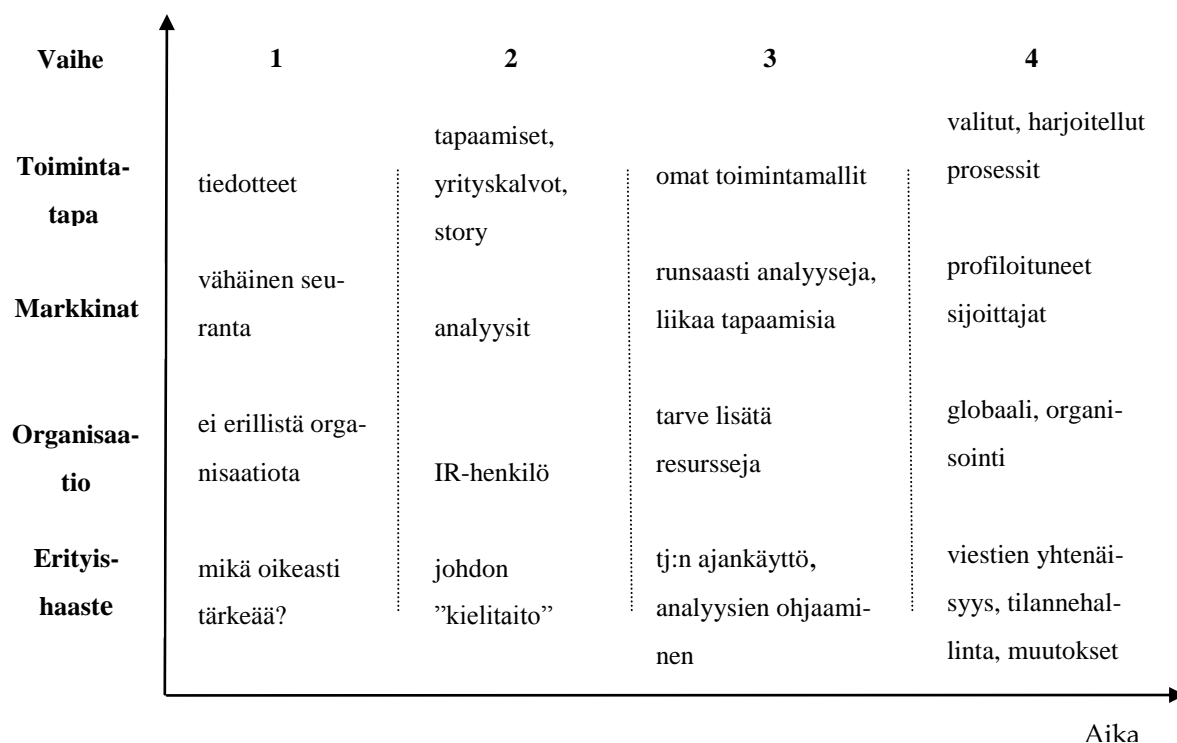 Vaihe 1 2 3 4
Toiminta-
tapa
tiedotteet
tapaamiset,
yrityskalvot,
story
omat toimintamallit
valitut, harjoitellut
prosessit
Markkinat
vähäinen seu-
ranta
analyysit
runsaasti analyyseja,
liikaa tapaamisia
profiloituneet
sijoittajat
Organisaa-
tio
ei erillistä orga-
nisaatiota
IR-henkilö
tarve lisätä
resursseja
globaali, organi-
sointi
Erityis-
haaste
mikä oikeasti
tärkeää?
johdon
”kielitaito”
tj:n ajankäyttö,
analyysien ohjaami-
nen
viestien yhtenäi-
syys, tilannehal-
linta, muutokset
Aika